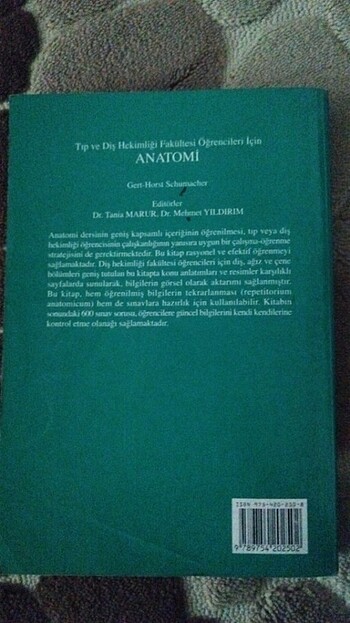 Tıp ve Diş Hekimliği Fakültesi Öğrencileri İçin
ANATOMİ
Gert-Horst Schumacher
Editörler
Dr. Tania MARUR, Dr. Mehmet YILDIRIM
Anatomi dersinin geniş kapsamlı içeriğinin öğrenilmesi, tıp veya diş
hekimliği öğrencisinin çalışkanlığının yanısıra uygun bir çalışma-öğrenme
stratejisini de gerektirmektedir. Bu kitap rasyonel ve efektif öğrenmeyi
sağlamaktadır. Diş hekimliği fakültesi öğrencileri için diş, ağız ve çene
bölümleri geniş tutulan bu kitapta konu anlatımları ve resimler karşılıklı
sayfalarda sunularak, bilgilerin görsel olarak aktarımı sağlanmıştır.
Bu kitap, hem öğrenilmiş bilgilerin tekrarlanması (repetitorium
anatomicum) hem de sınavlara hazırlık için kullanılabilir. Kitabın
sonundaki 600 sınav sorusu, öğrencilere güncel bilgilerini kendi kendilerine
kontrol etme olanağı sağlamaktadır.
ISBN 975-420-250-8
9 789754 202502